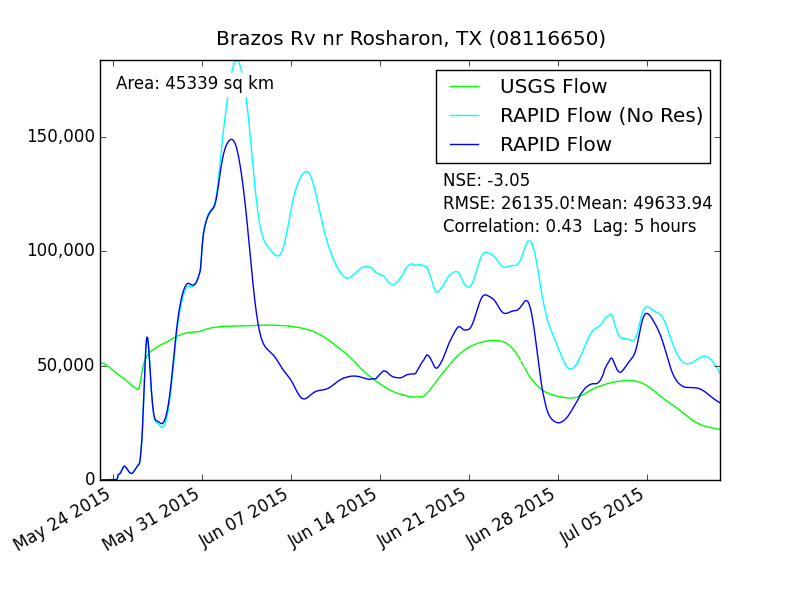 Brazos Rv nr Rosharon, TX (08116650)
Area: 45339 sq km
USGS Flow
RAPID Flow (No Res)
RAPID Flow
NSE: -3.05
RMSE: 26135.0 Mean: 49633.94
Correlation: 0.43 Lag: 5 hours
150,000
100,000
50,000
0
May 24 2015
May 31 2015
Jun 07 2015
Jun 14 2015
Jun 21 2015
Jun 28 2015
Jul 05 2015